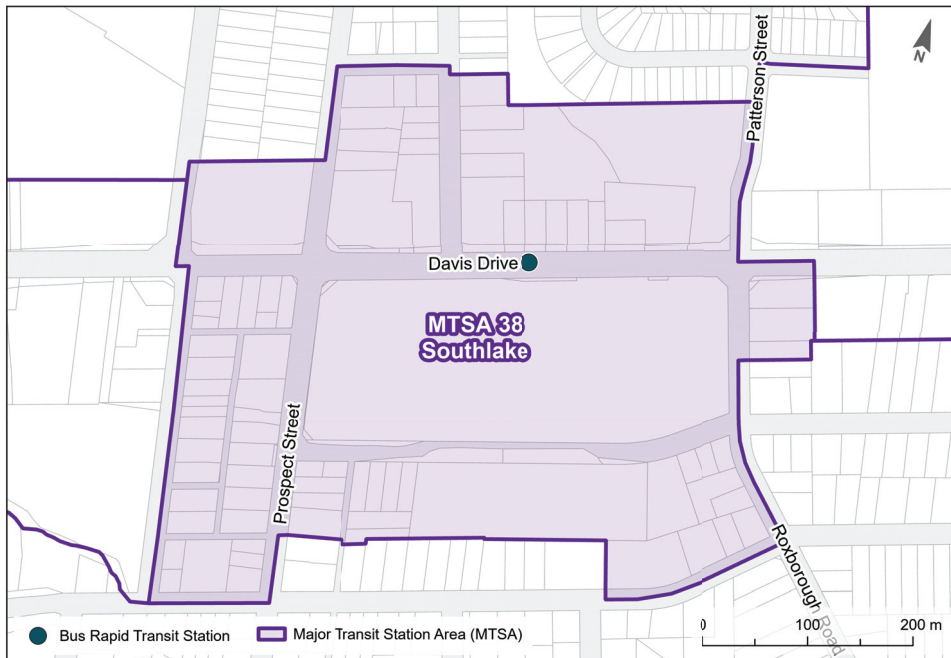 N
Patterson Street
Davis Drive
MTSA 38
Southlake
Prospect Street
Roxborough Road
Bus Rapid Transit Station
Major Transit Station Area (MTSA)
0 100 200 m